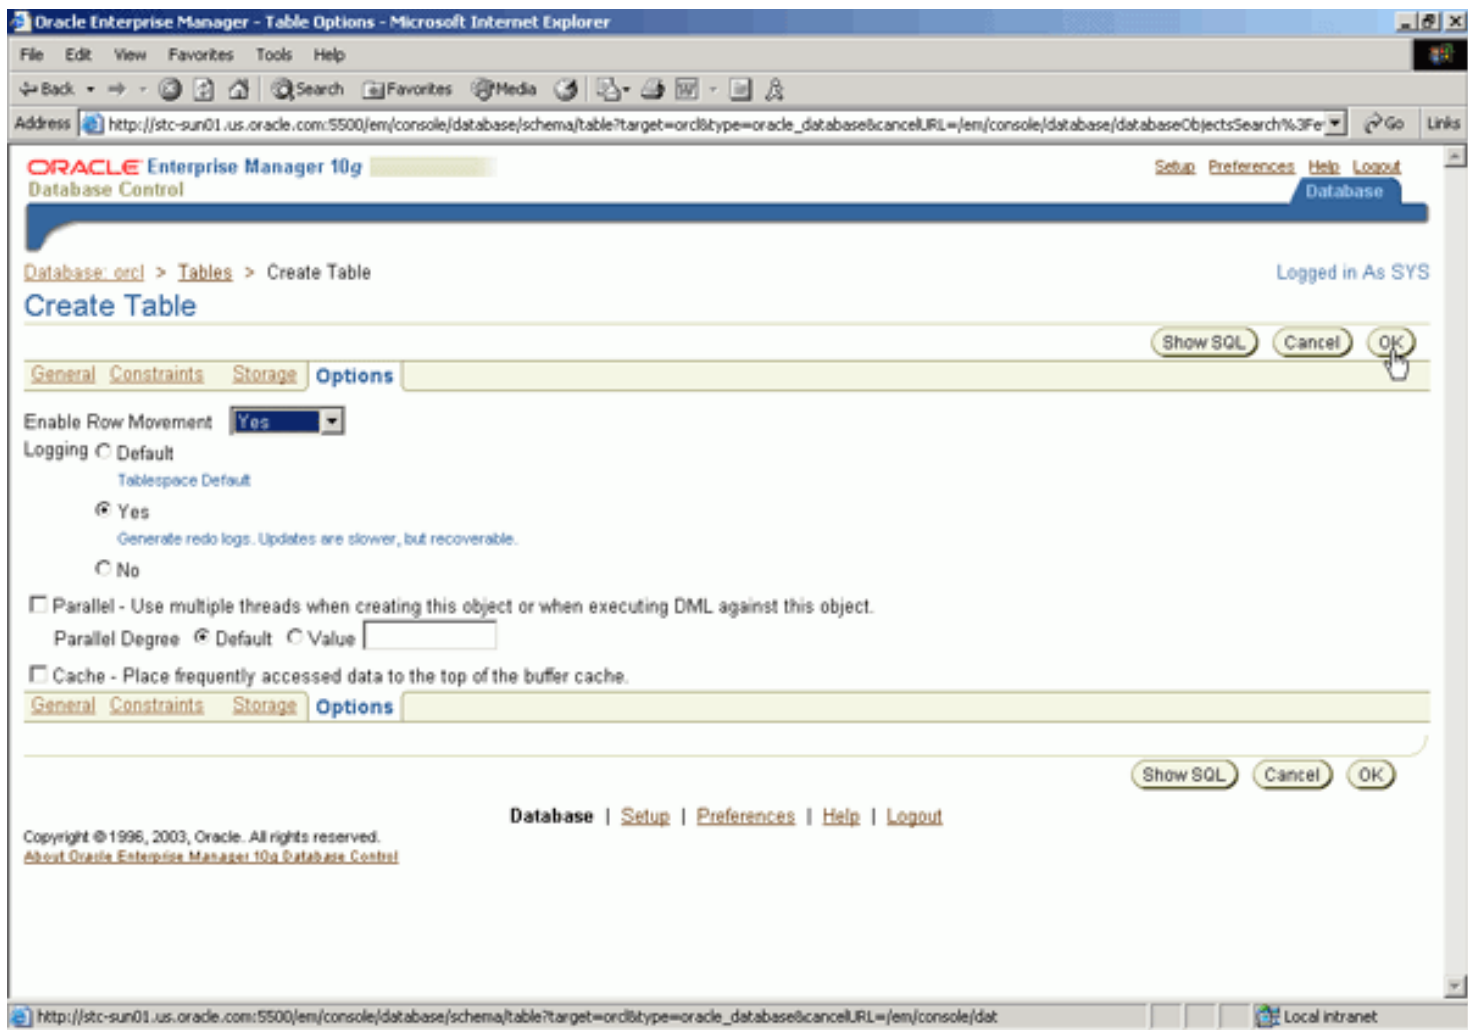 Oracle Enterprise Manager - Table Options - Microsoft Internet Explorer
File Edit View Favorites Tools Help
Back Search Favorites Media
Address http://stc-sun01.us.oracle.com:5500/em/console/database/schema/table?target=orcl&type=oracle_database&cancelURL=/em/console/database/databaseObjectsSearch%3Fe Go Links
ORACLE Enterprise Manager 10g Setup Preferences Help Logout
Database Control Database
Database: orcl > Tables > Create Table Logged in As SYS
Create Table
Show SQL Cancel OK
General Constraints Storage Options
Enable Row Movement Yes
Logging Default
Tablespace Default
Yes
Generate redo logs. Updates are slower, but recoverable.
No
Parallel - Use multiple threads when creating this object or when executing DML against this object.
Parallel Degree Default Value
Cache - Place frequently accessed data to the top of the buffer cache.
General Constraints Storage Options
Show SQL Cancel OK
Database | Setup | Preferences | Help | Logout
Copyright © 1996, 2003, Oracle. All rights reserved.
About Oracle Enterprise Manager 10g Database Control
http://stc-sun01.us.oracle.com:5500/em/console/database/schema/table?target=orcl&type=oracle_database&cancelURL=/em/console/dat Local intranet